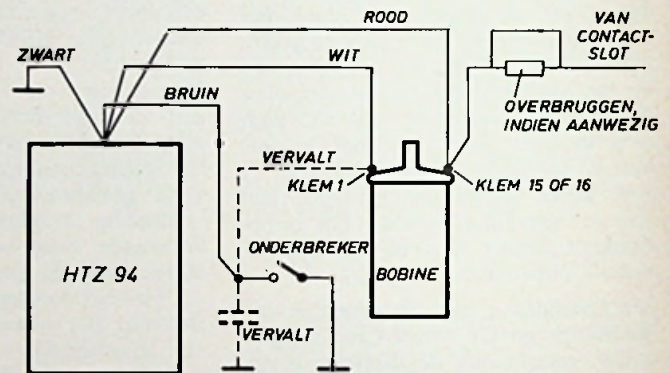 ROOD
VAN
CONTACT-
SLOT
ZWART
WIT
BRUIN
OVERBRUGGEN,
INDIEN AANWEZIG
VERVALT
KLEM 1
KLEM 15 OF 16
ONDERBREKER
HTZ 94
BOBINE
VERVALT